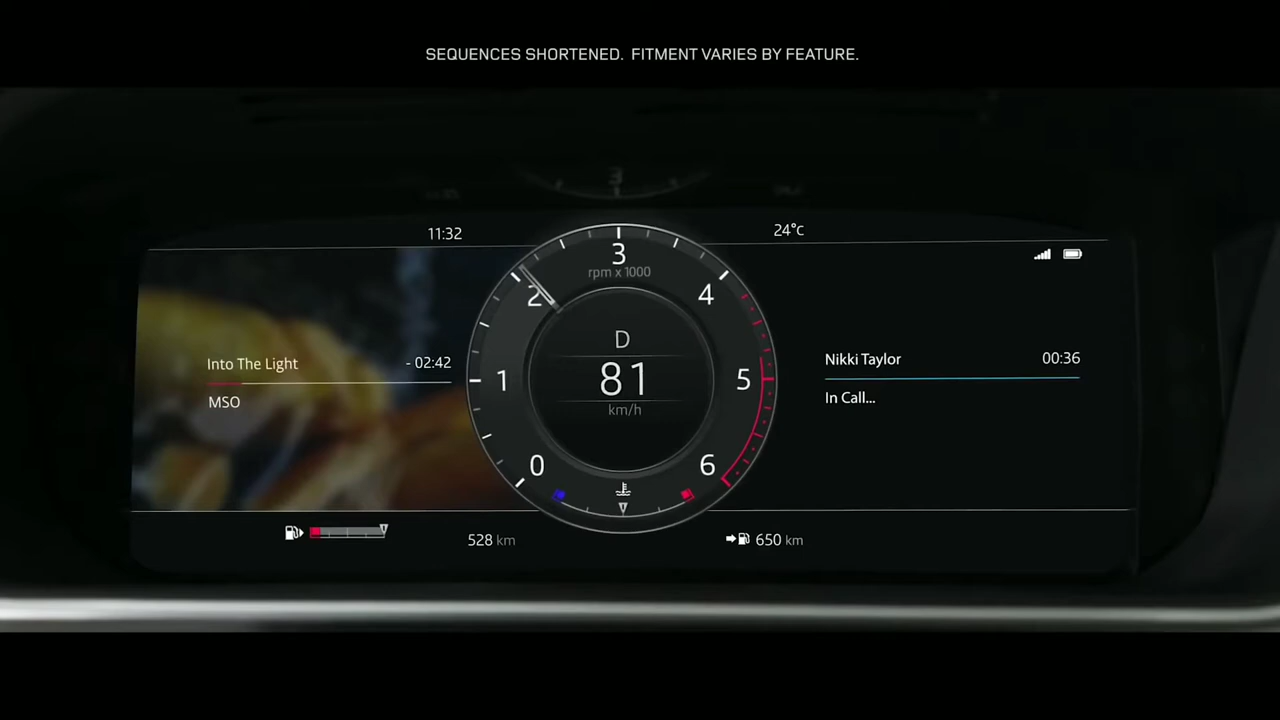 SEQUENCES SHORTENED. FITMENT VARIES BY FEATURE.
3
11:32
24°c
3
rpm x 1000
2
4
Into The Light
- 02:42
MSO
1
D
81
km/h
5
Nikki Taylor
00:36
In Call...
0
6
528 km
650 km